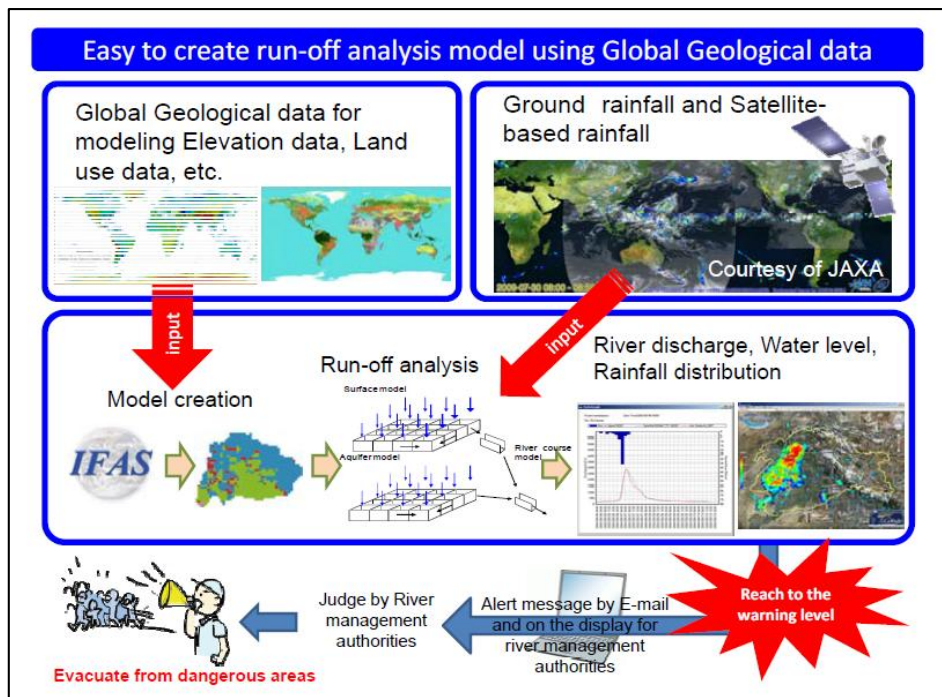 Easy to create run-off analysis model using Global Geological data
Global Geological data for
modeling Elevation data, Land
use data, etc.
Ground rainfall and Satellite-
based rainfall
Courtesy of JAXA
input
input
Model creation
IFAS
Run-off analysis
Surface model
Aquifer model
River course
model
River discharge, Water level,
Rainfall distribution
Reach to the
warning level
Alert message by E-mail
and on the display for
river management
authorities
Judge by River
management
authorities
Evacuate from dangerous areas